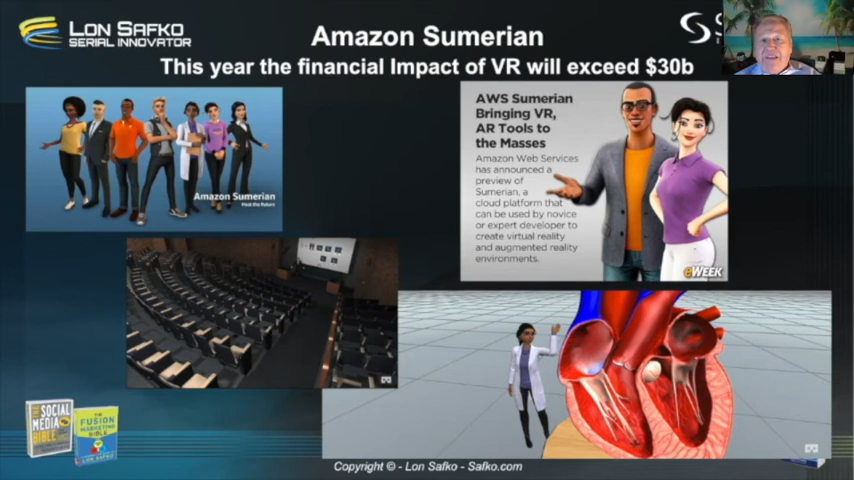 LON SAFKO
SERIAL INNOVATOR
Amazon Sumerian
This year the financial Impact of VR will exceed $30b
Amazon Sumerian
AWS Sumerian
Bringing VR,
AR Tools to
the Masses
Amazon Web Services
has announced a
preview of
Sumerian, a
cloud platform that
can be used by novice
or expert developer to
create virtual reality
and augmented reality
environments.
eWEEK
THE
SOCIAL
MEDIA
BIBLE
THE
FUSION
MARKETING
BIBLE
Copyright © - Lon Safko - Safko.com